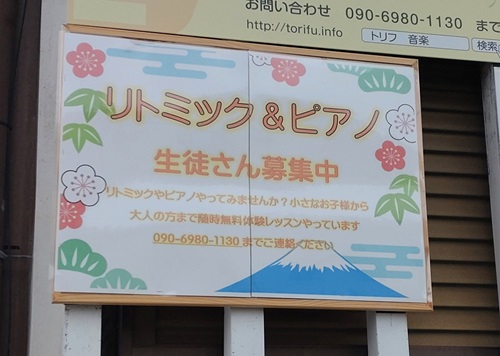 お問い合わせ 090-6980-1130 まで
http://torifu.info
トリフ 音楽 検索
リトミック＆ピアノ
生徒さん募集中
リトミックやピアノやってみませんか？小さなお子様から
大人の方まで随時無料体験レッスンやっています
090-6980-1130 までご連絡ください